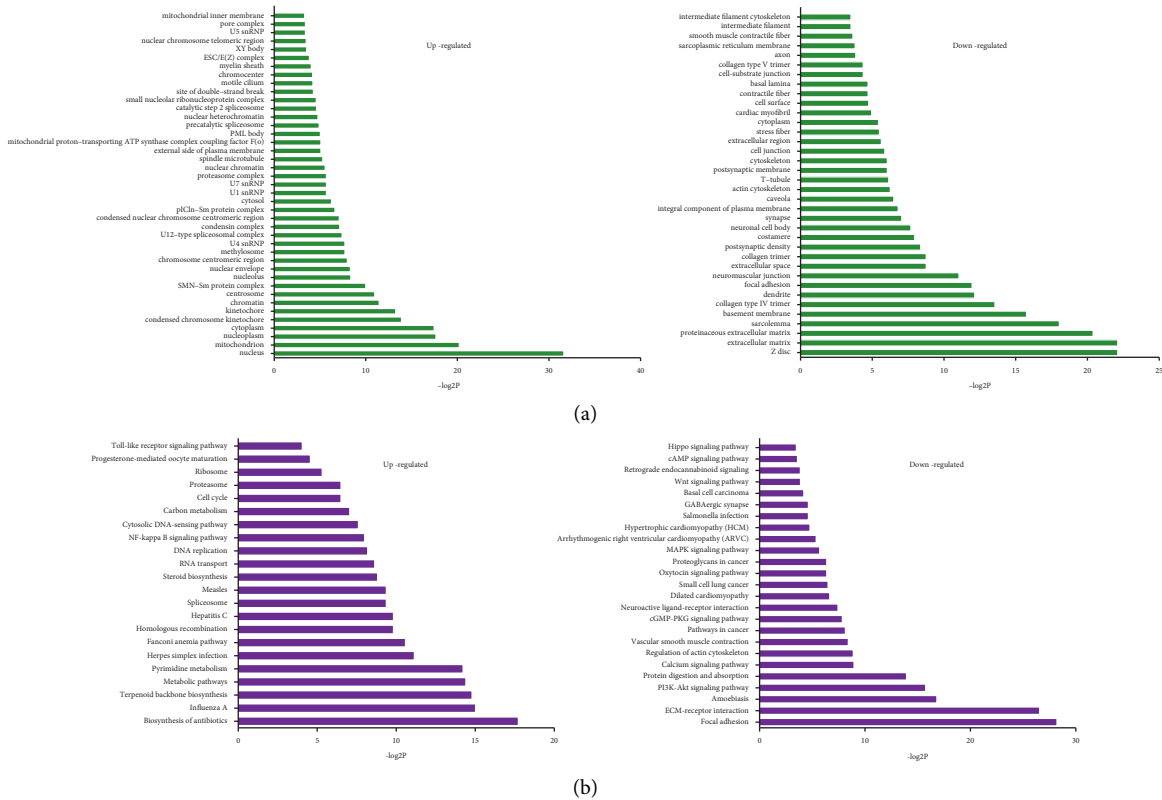 mitochondrial inner membrane
pore complex
U5 snRNP
nuclear chromosome telomeric region
XY body
ESC/E(Z) complex
myelin sheath
chromocenter
motile cilium
site of double–strand break
small nucleolar ribonucleoprotein complex
catalytic step 2 spliceosome
nuclear heterochromatin
precatalytic spliceosome
PML body
mitochondrial proton–transporting ATP synthase complex coupling factor F(o)
external side of plasma membrane
spindle microtubule
nuclear chromatin
proteasome complex
U7 snRNP
U1 snRNP
cytosol
pICln–Sm protein complex
condensed nuclear chromosome centromeric region
condensin complex
U12–type spliceosomal complex
U4 snRNP
methylosome
chromosome centromeric region
nuclear envelope
nucleolus
SMN–Sm protein complex
centrosome
chromatin
kinetochore
condensed chromosome kinetochore
cytoplasm
nucleoplasm
mitochondrion
nucleus
Up -regulated
0 10 20 30 40
–log2P
intermediate filament cytoskeleton
intermediate filament
smooth muscle contractile fiber
sarcoplasmic reticulum membrane
axon
collagen type V trimer
cell-substrate junction
basal lamina
contractile fiber
cell surface
cardiac myofibril
cytoplasm
stress fiber
extracellular region
cell junction
cytoskeleton
postsynaptic membrane
T–tubule
actin cytoskeleton
caveola
integral component of plasma membrane
synapse
neuronal cell body
costamere
postsynaptic density
collagen trimer
extracellular space
neuromuscular junction
focal adhesion
dendrite
collagen type IV trimer
basement membrane
sarcolemma
proteinaceous extracellular matrix
extracellular matrix
Z disc
Down -regulated
0 5 10 15 20 25
–log2P
(a)
Toll-like receptor signaling pathway
Progesterone-mediated oocyte maturation
Ribosome
Proteasome
Cell cycle
Carbon metabolism
Cytosolic DNA-sensing pathway
NF-kappa B signaling pathway
DNA replication
RNA transport
Steroid biosynthesis
Measles
Spliceosome
Hepatitis C
Homologous recombination
Fanconi anemia pathway
Herpes simplex infection
Pyrimidine metabolism
Metabolic pathways
Terpenoid backbone biosynthesis
Influenza A
Biosynthesis of antibiotics
Up -regulated
0 5 10 15 20
-log2P
Hippo signaling pathway
cAMP signaling pathway
Retrograde endocannabinoid signaling
Wnt signaling pathway
Basal cell carcinoma
GABAergic synapse
Salmonella infection
Hypertrophic cardiomyopathy (HCM)
Arrhythmogenic right ventricular cardiomyopathy (ARVC)
MAPK signaling pathway
Proteoglycans in cancer
Oxytocin signaling pathway
Small cell lung cancer
Dilated cardiomyopathy
Neuroactive ligand-receptor interaction
cGMP-PKG signaling pathway
Pathways in cancer
Vascular smooth muscle contraction
Regulation of actin cytoskeleton
Calcium signaling pathway
Protein digestion and absorption
PI3K-Akt signaling pathway
Amoebiasis
ECM-receptor interaction
Focal adhesion
Down -regulated
0 10 20 30
-log2P
(b)